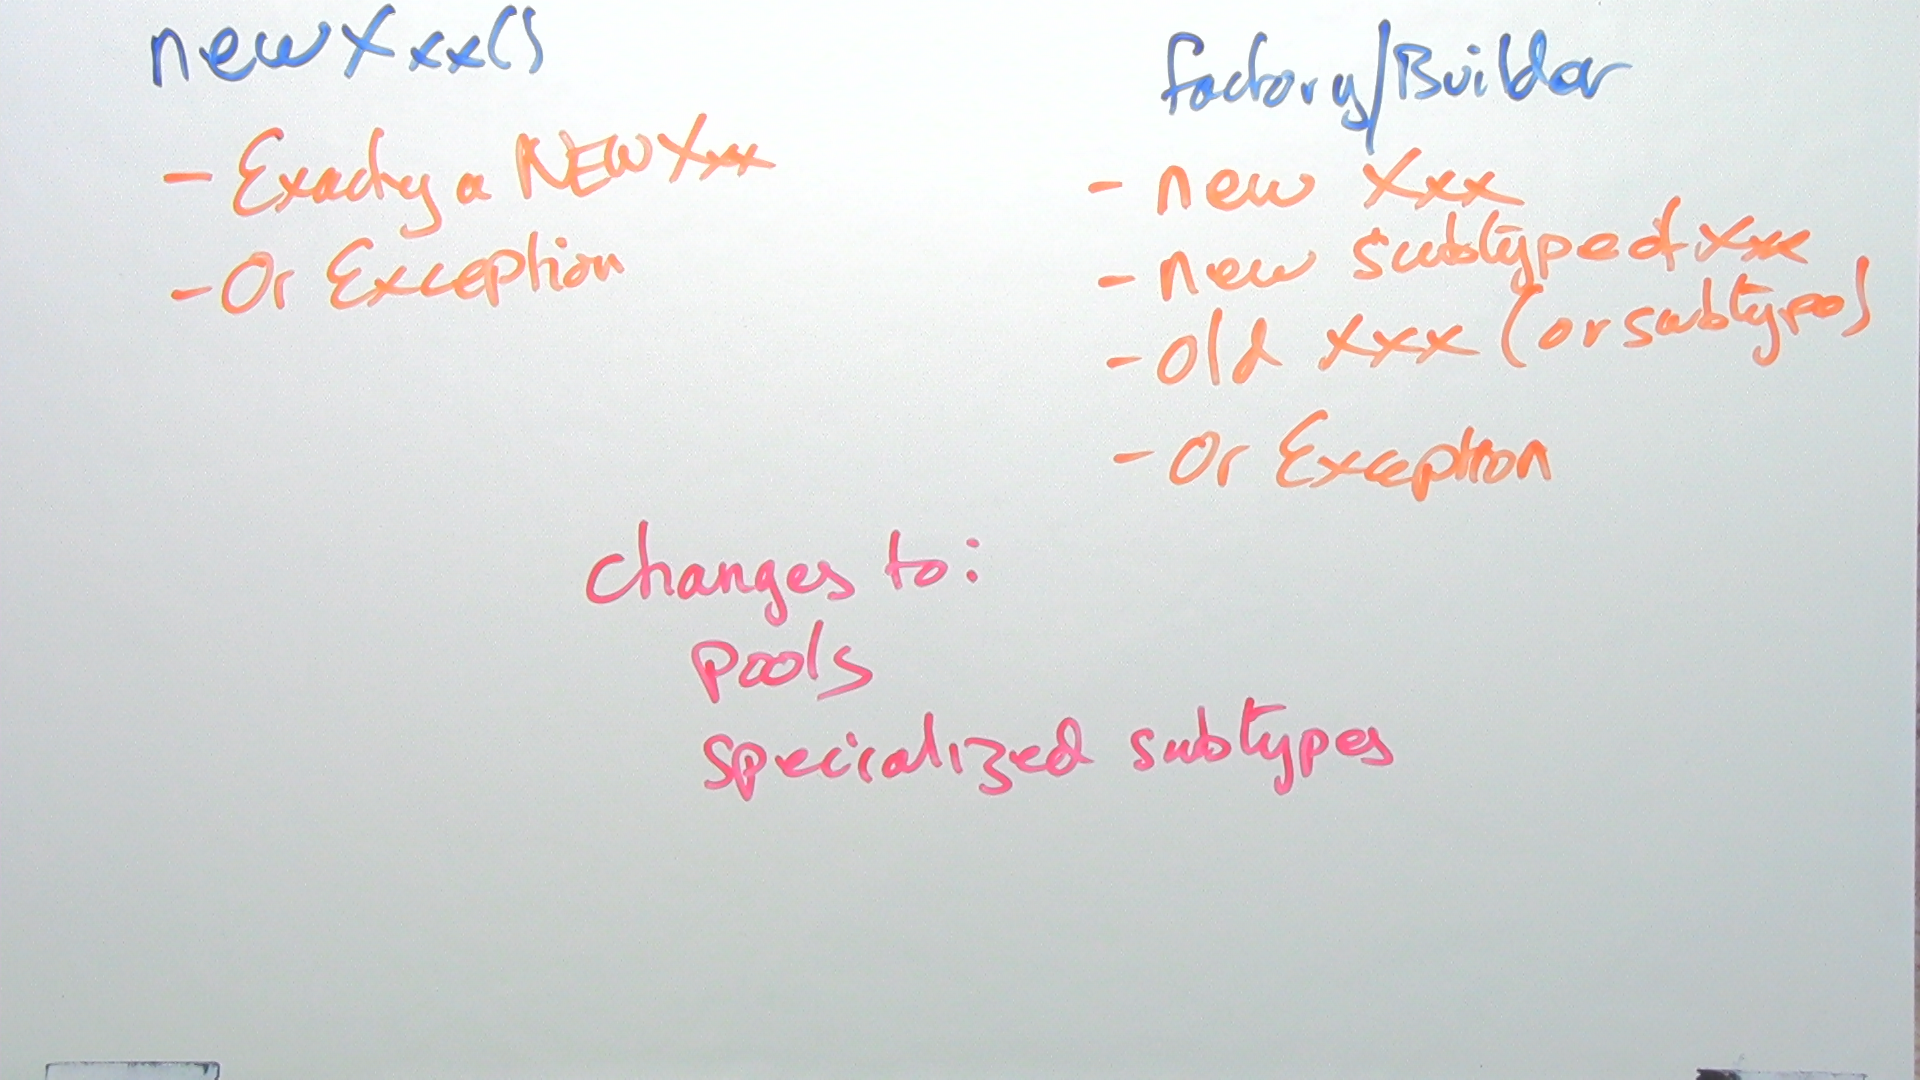 new Xxx()
- Exactly a NEW Xxx
- Or Exception
factory/Builder
- new Xxx
- new subtype of Xxx
- old Xxx (or subtype)
- Or Exception
changes to:
pools
specialized subtypes